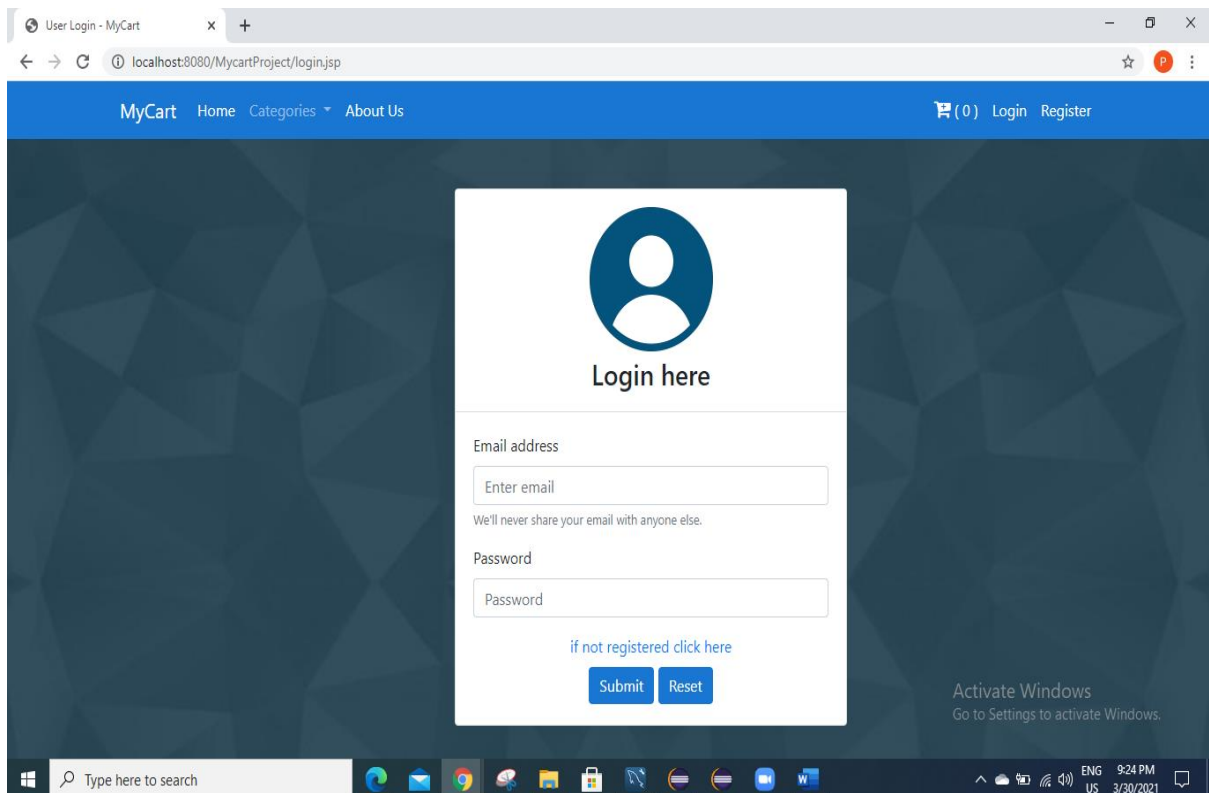 User Login - MyCart
localhost:8080/MycartProject/login.jsp
P
MyCart Home Categories About Us (0) Login Register
Login here
Email address
Enter email
We'll never share your email with anyone else.
Password
Password
if not registered click here
Submit Reset
Activate Windows
Go to Settings to activate Windows.
Type here to search
W
ENG 9:24 PM
US 3/30/2021